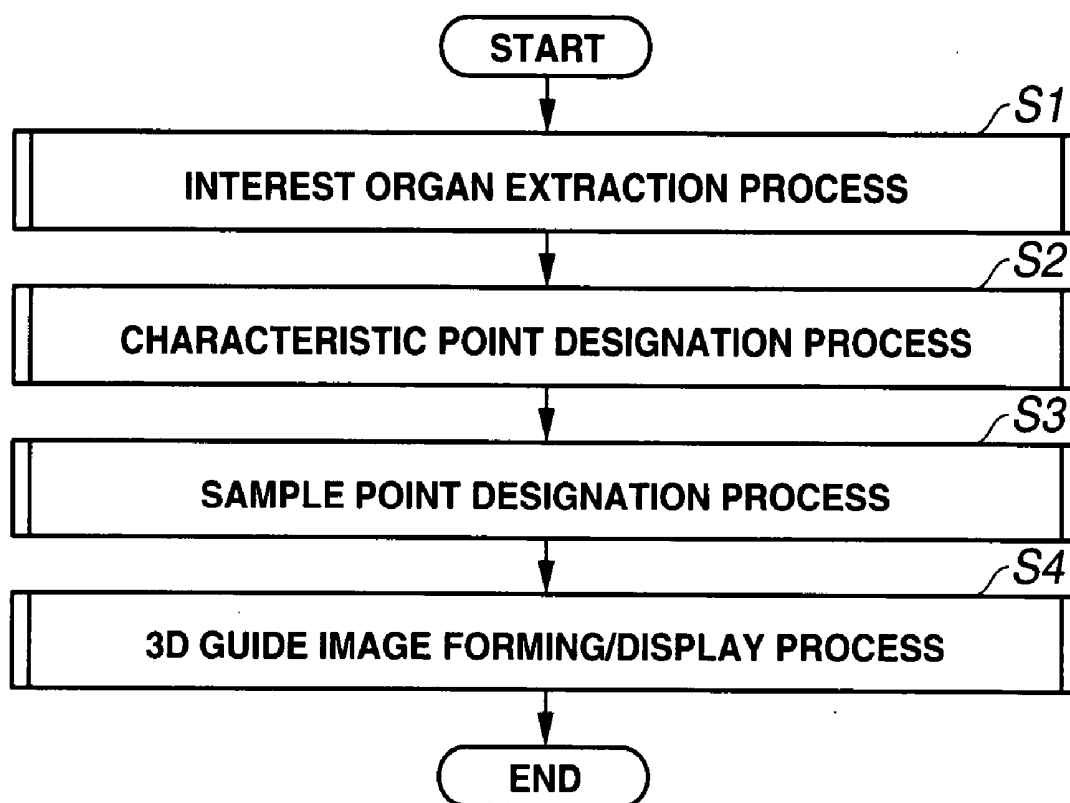 START
S1
INTEREST ORGAN EXTRACTION PROCESS
S2
CHARACTERISTIC POINT DESIGNATION PROCESS
S3
SAMPLE POINT DESIGNATION PROCESS
S4
3D GUIDE IMAGE FORMING/DISPLAY PROCESS
END